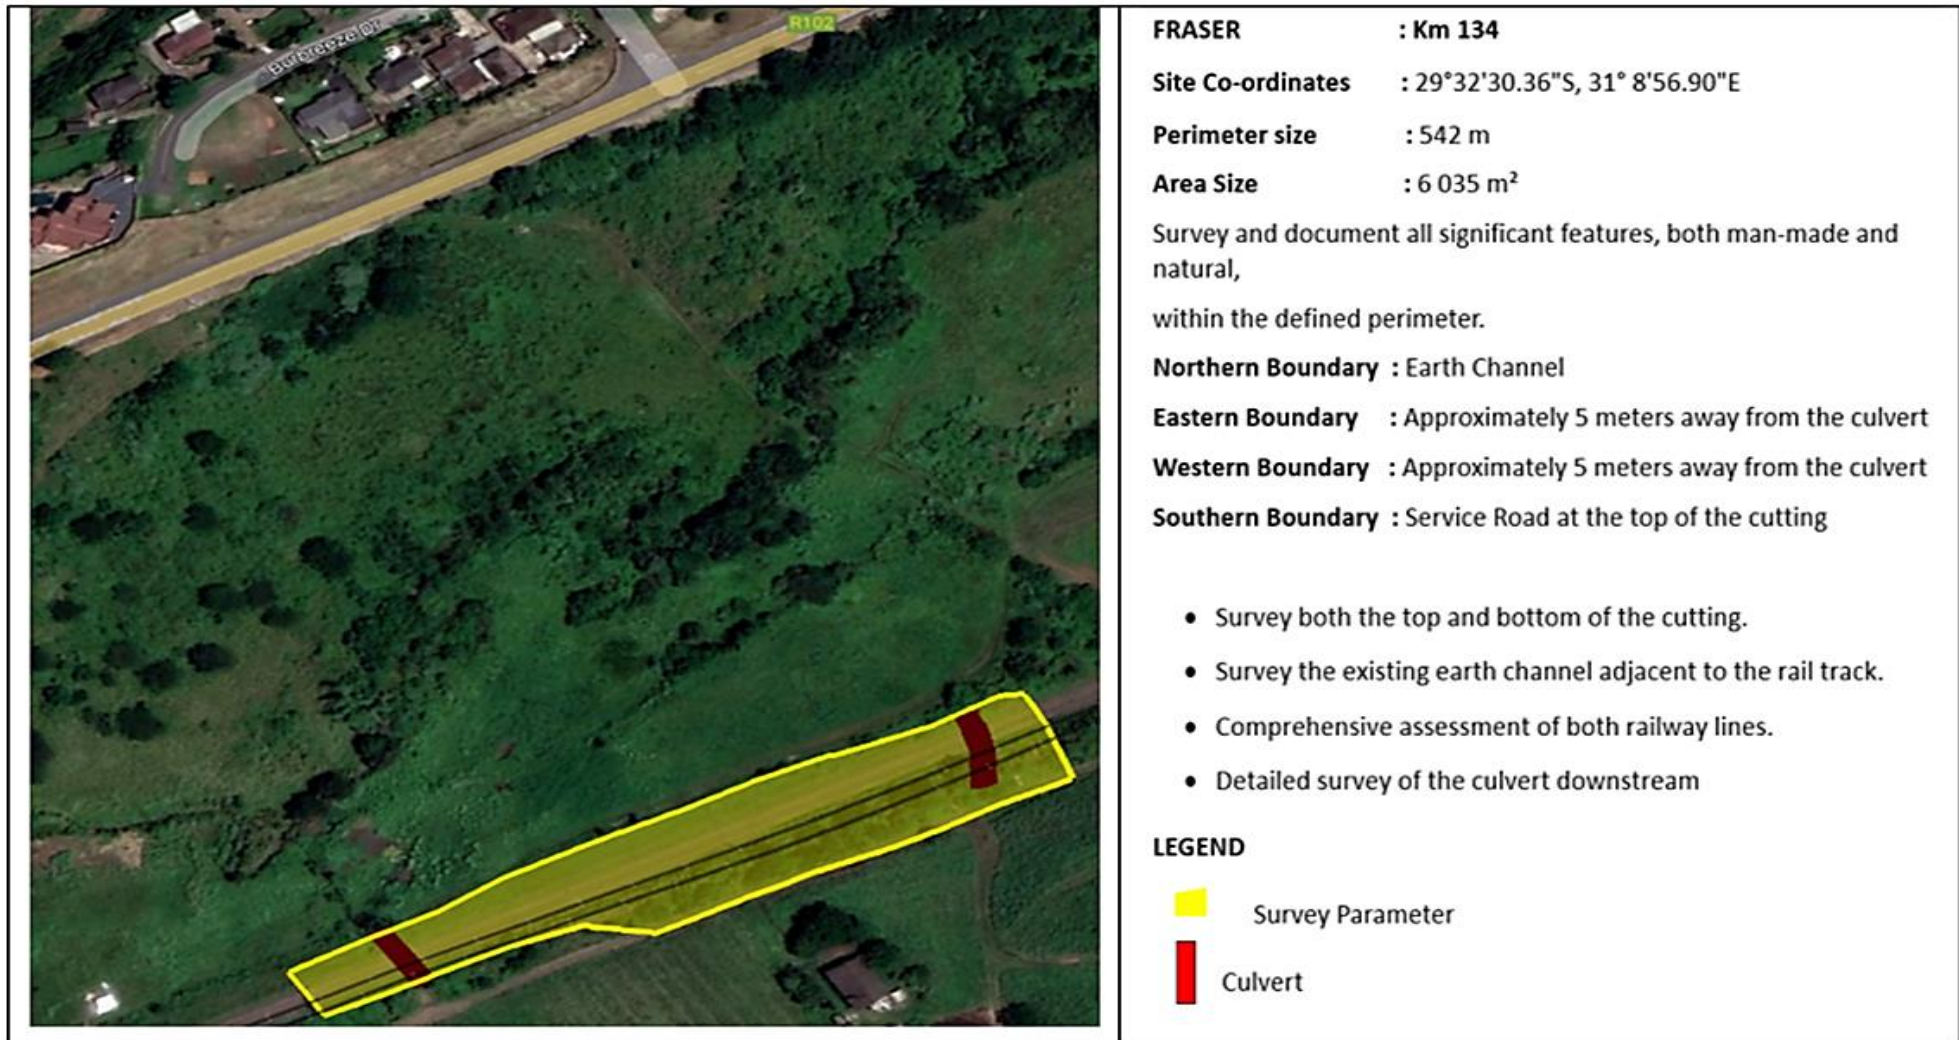 Burbreeze Dr
R102
FRASER : Km 134
Site Co-ordinates : 29°32'30.36"S, 31° 8'56.90"E
Perimeter size : 542 m
Area Size : 6 035 m²
Survey and document all significant features, both man-made and
natural,
within the defined perimeter.
Northern Boundary : Earth Channel
Eastern Boundary : Approximately 5 meters away from the culvert
Western Boundary : Approximately 5 meters away from the culvert
Southern Boundary : Service Road at the top of the cutting
• Survey both the top and bottom of the cutting.
• Survey the existing earth channel adjacent to the rail track.
• Comprehensive assessment of both railway lines.
• Detailed survey of the culvert downstream
LEGEND
Survey Parameter
Culvert